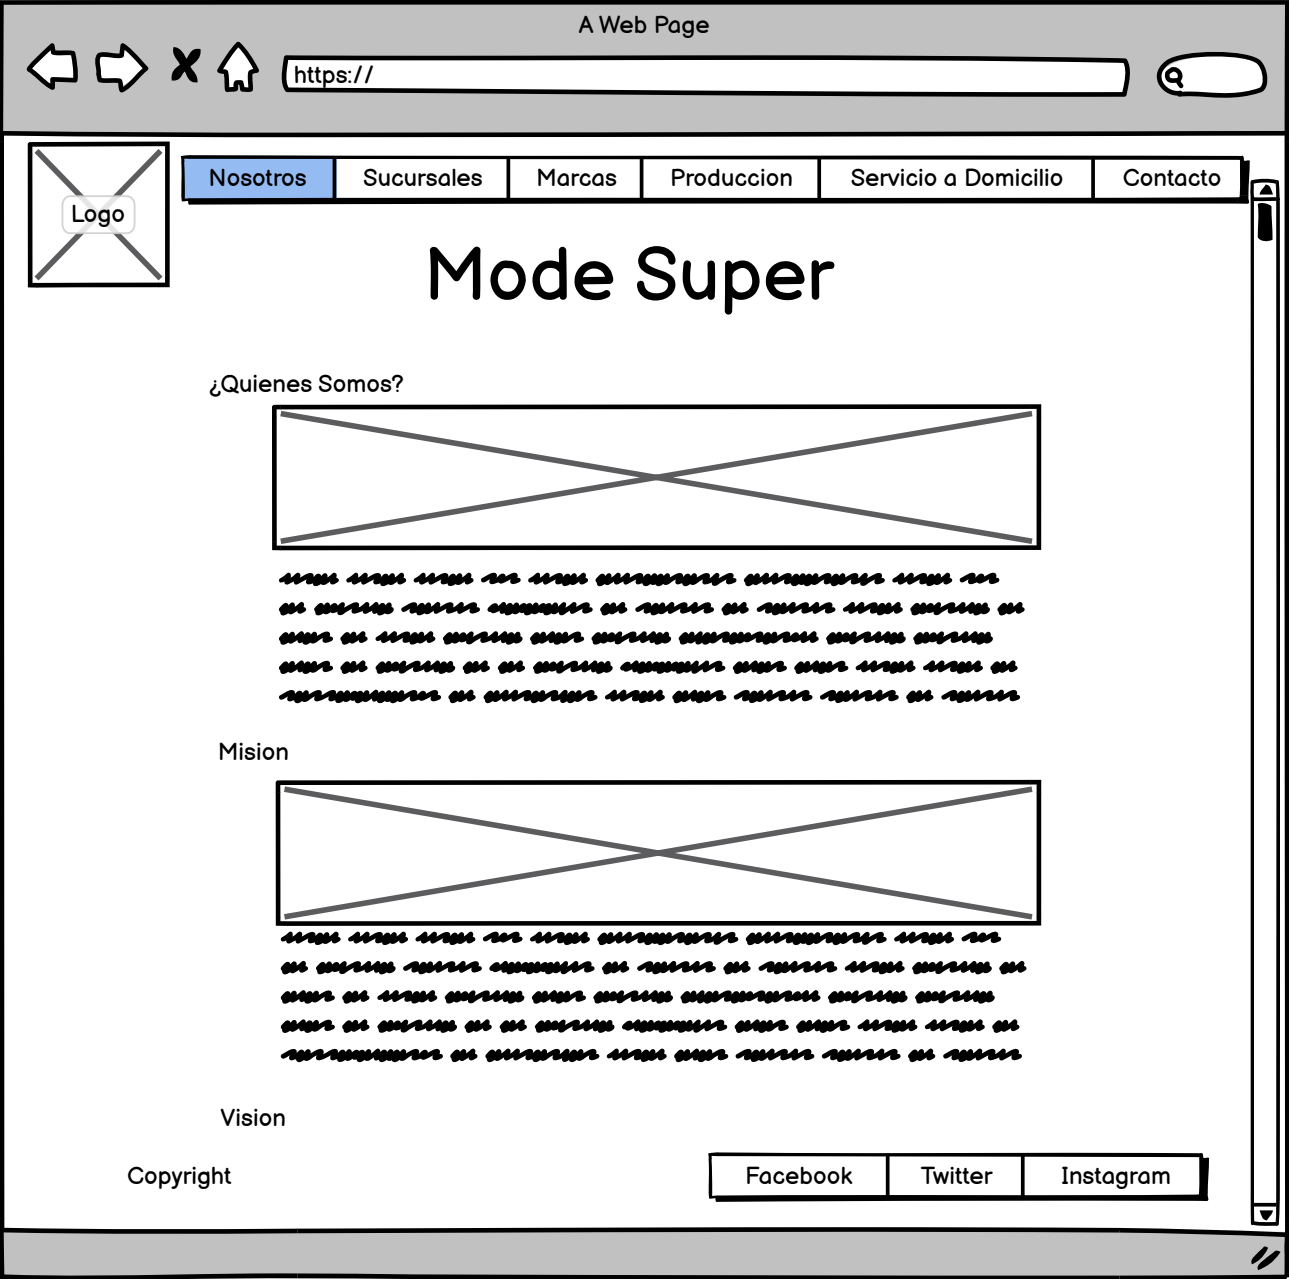 A Web Page
https://
Logo
Nosotros Sucursales Marcas Produccion Servicio a Domicilio Contacto
Mode Super
¿Quienes Somos?
Mision
Vision
Copyright
Facebook Twitter Instagram